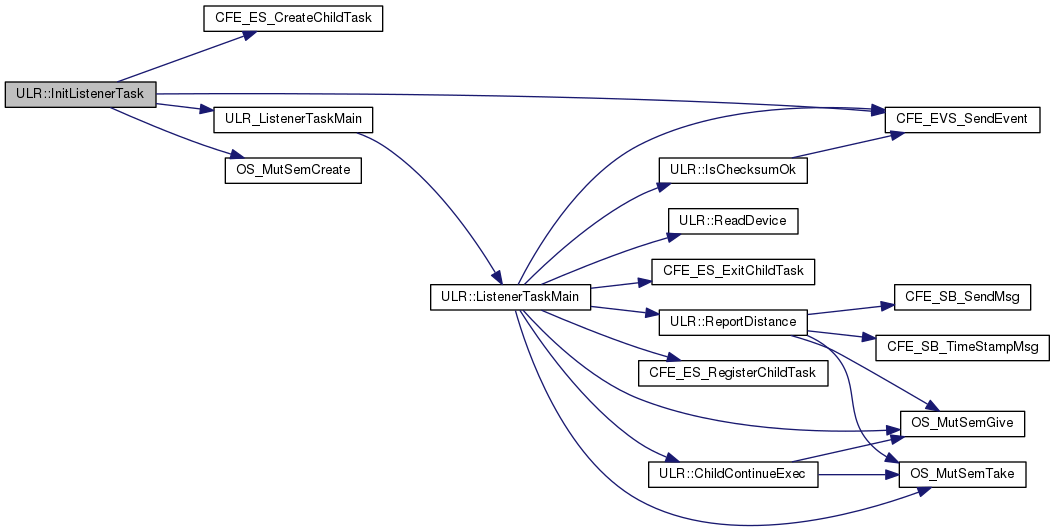 CFE_ES_CreateChildTask
ULR::InitListenerTask
ULR_ListenerTaskMain
CFE_EVS_SendEvent
OS_MutSemCreate
ULR::IsChecksumOk
ULR::ReadDevice
CFE_ES_ExitChildTask
ULR::ListenerTaskMain
CFE_SB_SendMsg
ULR::ReportDistance
CFE_SB_TimeStampMsg
CFE_ES_RegisterChildTask
OS_MutSemGive
ULR::ChildContinueExec
OS_MutSemTake